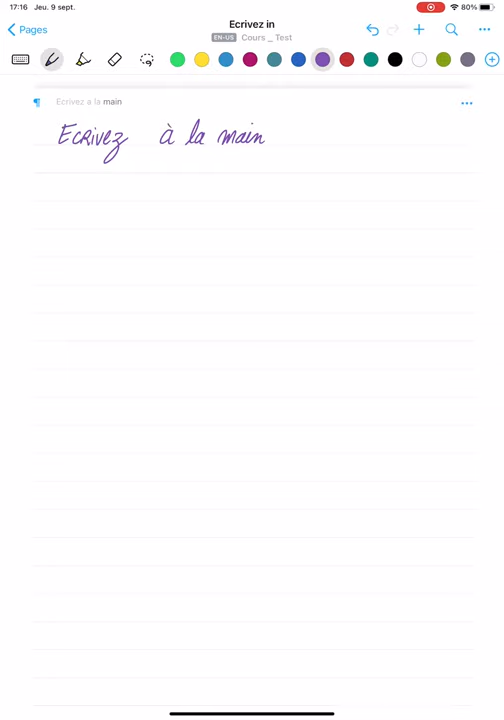 17:16 Jeu. 9 sept. 80%
Ecrivez in
Pages
EN-US Cours _ Test
¶ Ecrivez a la main
Ecrivez à la main